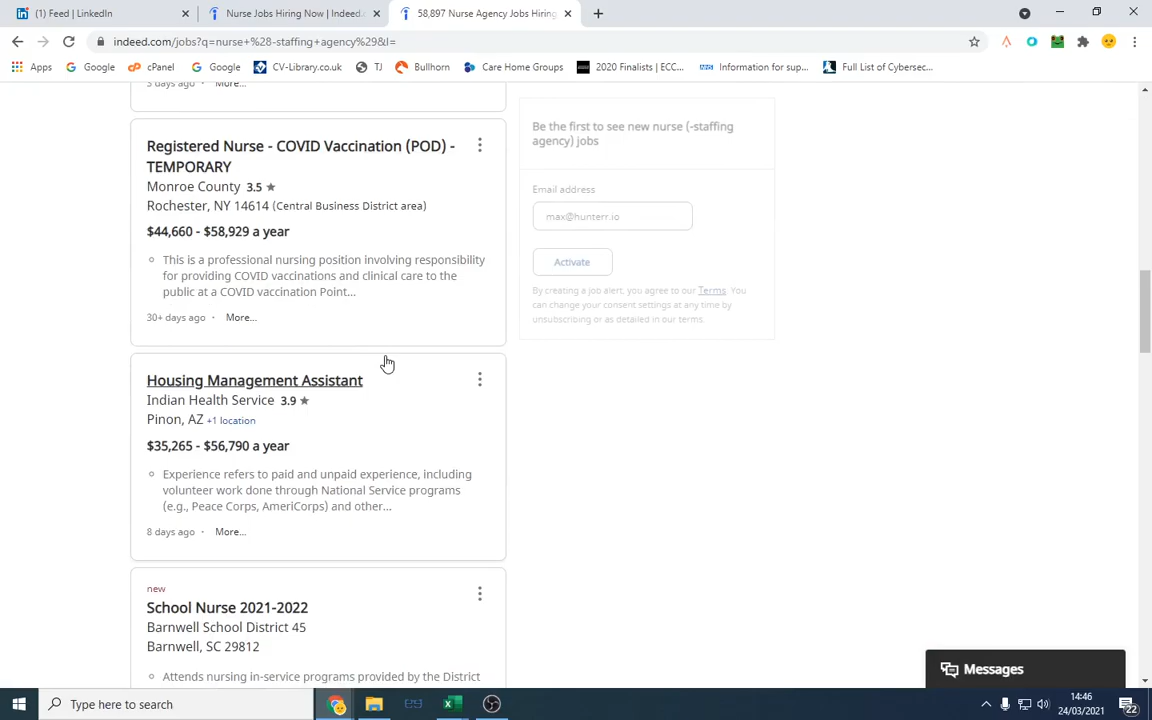 (1) Feed | LinkedIn
Nurse Jobs Hiring Now | Indeed.
58,897 Nurse Agency Jobs Hiring
indeed.com/jobs?q=nurse+%28-staffing+agency%29&l=
Apps
Google
cPanel
Google
CV-Library.co.uk
TJ
Bullhorn
Care Home Groups
2020 Finalists | ECC...
Information for sup...
Full List of Cybersec...
3 days ago · More...
Registered Nurse - COVID Vaccination (POD) -
TEMPORARY
Monroe County 3.5 ★
Rochester, NY 14614 (Central Business District area)
$44,660 - $58,929 a year
This is a professional nursing position involving responsibility
for providing COVID vaccinations and clinical care to the
public at a COVID vaccination Point...
30+ days ago · More...
Housing Management Assistant
Indian Health Service 3.9 ★
Pinon, AZ +1 location
$35,265 - $56,790 a year
Experience refers to paid and unpaid experience, including
volunteer work done through National Service programs
(e.g., Peace Corps, AmeriCorps) and other...
8 days ago · More...
new
School Nurse 2021-2022
Barnwell School District 45
Barnwell, SC 29812
Attends nursing in-service programs provided by the District
Be the first to see new nurse (-staffing
agency) jobs
Email address
max@hunterr.io
Activate
By creating a job alert, you agree to our Terms. You
can change your consent settings at any time by
unsubscribing or as detailed in our terms.
Messages
Type here to search
14:46
24/03/2021
22